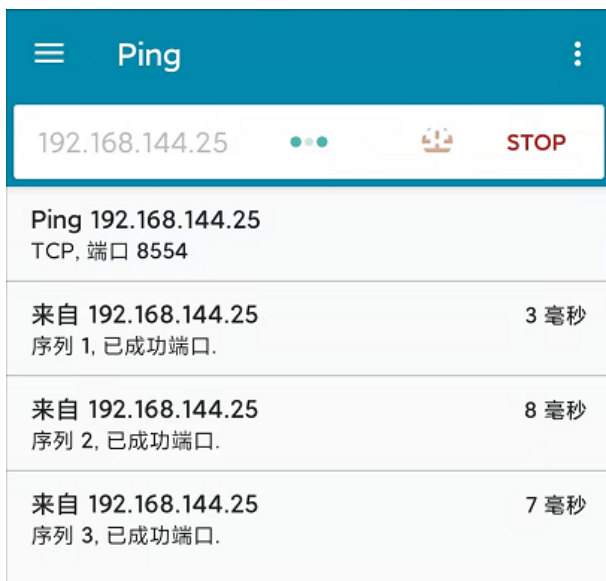 Ping
192.168.144.25
STOP
Ping 192.168.144.25
TCP, 端口 8554
来自 192.168.144.25
3 毫秒
序列 1, 已成功端口.
来自 192.168.144.25
8 毫秒
序列 2, 已成功端口.
来自 192.168.144.25
7 毫秒
序列 3, 已成功端口.